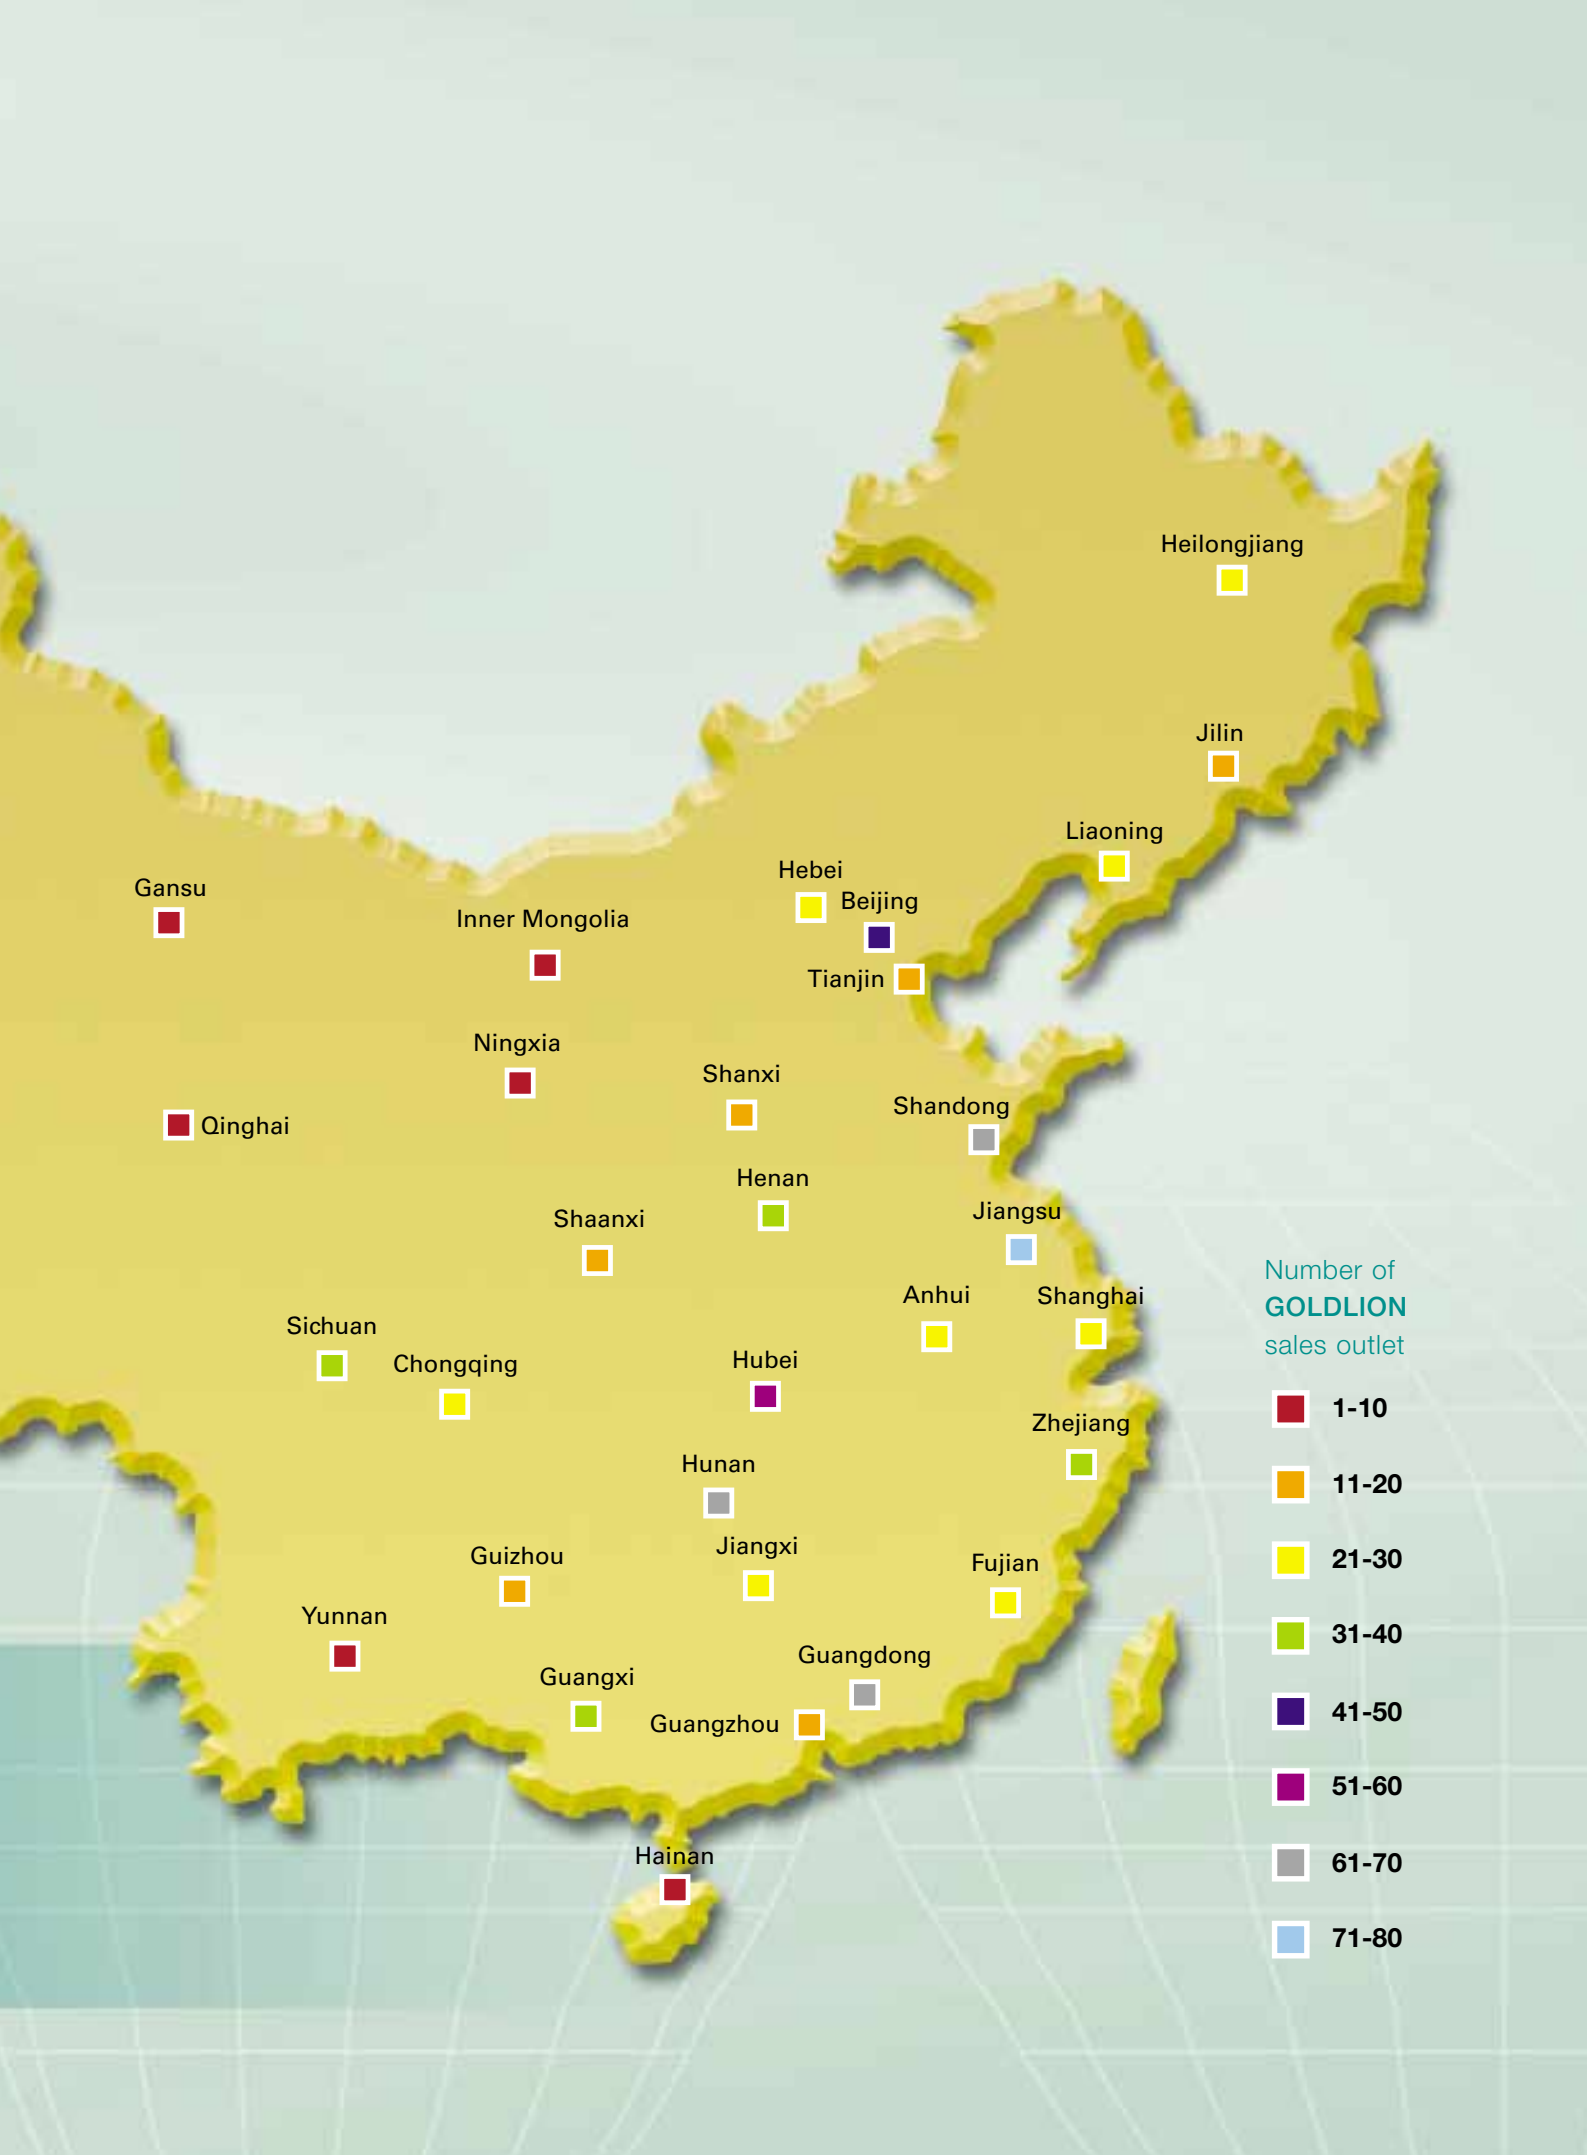 Heilongjiang
Jilin
Liaoning
Hebei
Gansu
Beijing
Inner Mongolia
Tianjin
Ningxia
Shanxi
Shandong
Qinghai
Henan
Jiangsu
Shaanxi
Anhui
Shanghai
Sichuan
Chongqing
Hubei
Zhejiang
Hunan
Jiangxi
Guizhou
Fujian
Yunnan
Guangdong
Guangxi
Guangzhou
Hainan
Number of
GOLDLION
sales outlet
1-10
11-20
21-30
31-40
41-50
51-60
61-70
71-80